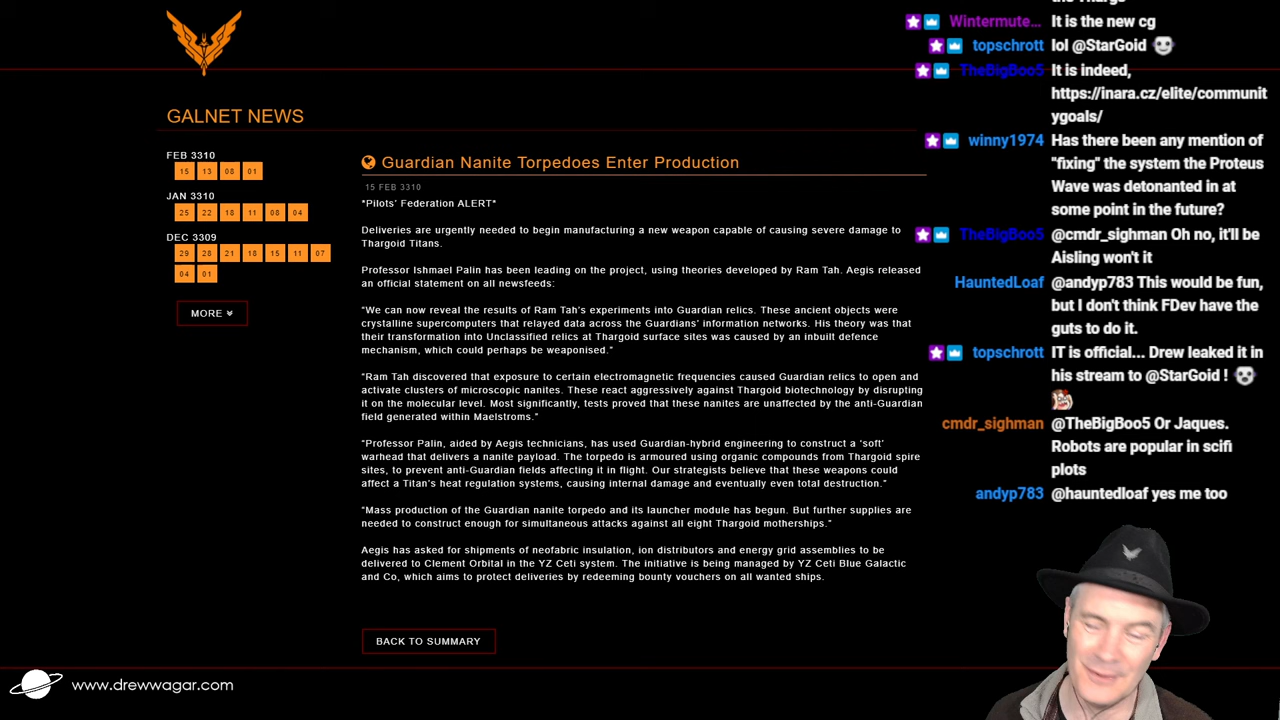 GALNET NEWS
FEB 3310
15 13 08 01
JAN 3310
25 22 18 11 08 04
DEC 3309
29 28 21 18 15 11 07
04 01
MORE
Guardian Nanite Torpedoes Enter Production
15 FEB 3310
*Pilots' Federation ALERT*
Deliveries are urgently needed to begin manufacturing a new weapon capable of causing severe damage to
Thargoid Titans.
Professor Ishmael Palin has been leading on the project, using theories developed by Ram Tah. Aegis released
an official statement on all newsfeeds:
“We can now reveal the results of Ram Tah's experiments into Guardian relics. These ancient objects were
crystalline supercomputers that relayed data across the Guardians' information networks. His theory was that
their transformation into Unclassified relics at Thargoid surface sites was caused by an inbuilt defence
mechanism, which could perhaps be weaponised.”
“Ram Tah discovered that exposure to certain electromagnetic frequencies caused Guardian relics to open and
activate clusters of microscopic nanites. These react aggressively against Thargoid biotechnology by disrupting
it on the molecular level. Most significantly, tests proved that these nanites are unaffected by the anti-Guardian
field generated within Maelstroms.”
“Professor Palin, aided by Aegis technicians, has used Guardian-hybrid engineering to construct a ‘soft’
warhead that delivers a nanite payload. The torpedo is armoured using organic compounds from Thargoid spire
sites, to prevent anti-Guardian fields affecting it in flight. Our strategists believe that these weapons could
affect a Titan's heat regulation systems, causing internal damage and eventually even total destruction.”
“Mass production of the Guardian nanite torpedo and its launcher module has begun. But further supplies are
needed to construct enough for simultaneous attacks against all eight Thargoid motherships.”
Aegis has asked for shipments of neofabric insulation, ion distributors and energy grid assemblies to be
delivered to Clement Orbital in the YZ Ceti system. The initiative is being managed by YZ Ceti Blue Galactic
and Co, which aims to protect deliveries by redeeming bounty vouchers on all wanted ships.
BACK TO SUMMARY
www.drewwagar.com
Wintermute... It is the new cg
topschrott lol @StarGoid
TheBigBoo5 It is indeed,
https://inara.cz/elite/communit
ygoals/
winny1974 Has there been any mention of
"fixing" the system the Proteus
Wave was detonanted in at
some point in the future?
TheBigBoo5 @cmdr_sighman Oh no, it'll be
Aisling won't it
HauntedLoaf @andyp783 This would be fun,
but I don't think FDev have the
guts to do it.
topschrott IT is official... Drew leaked it in
his stream to @StarGoid !
cmdr_sighman @TheBigBoo5 Or Jaques.
Robots are popular in scifi
plots
andyp783 @hauntedloaf yes me too